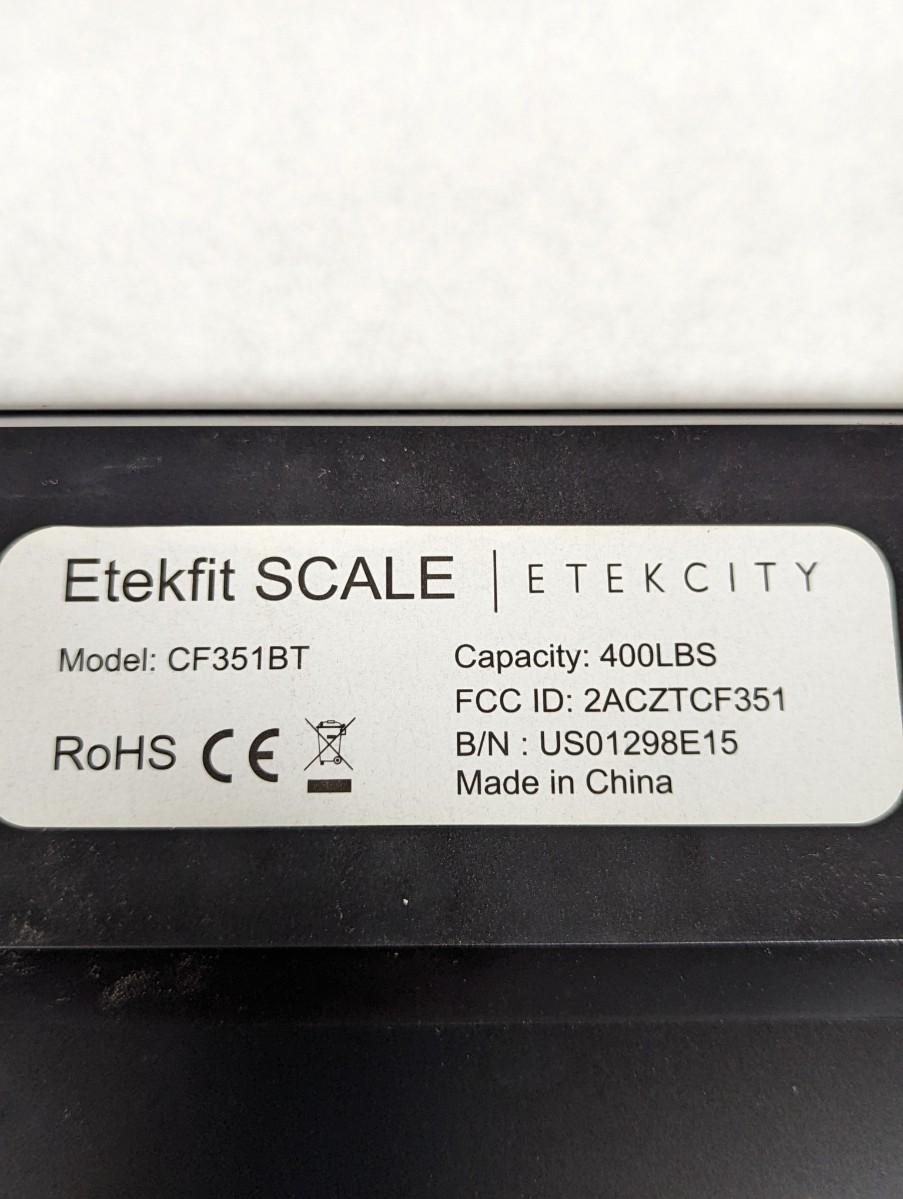 Etekfit SCALE | ETEKCITY
Model: CF351BT
Capacity: 400LBS
FCC ID: 2ACZTCF351
B/N : US01298E15
Made in China
RoHS CE